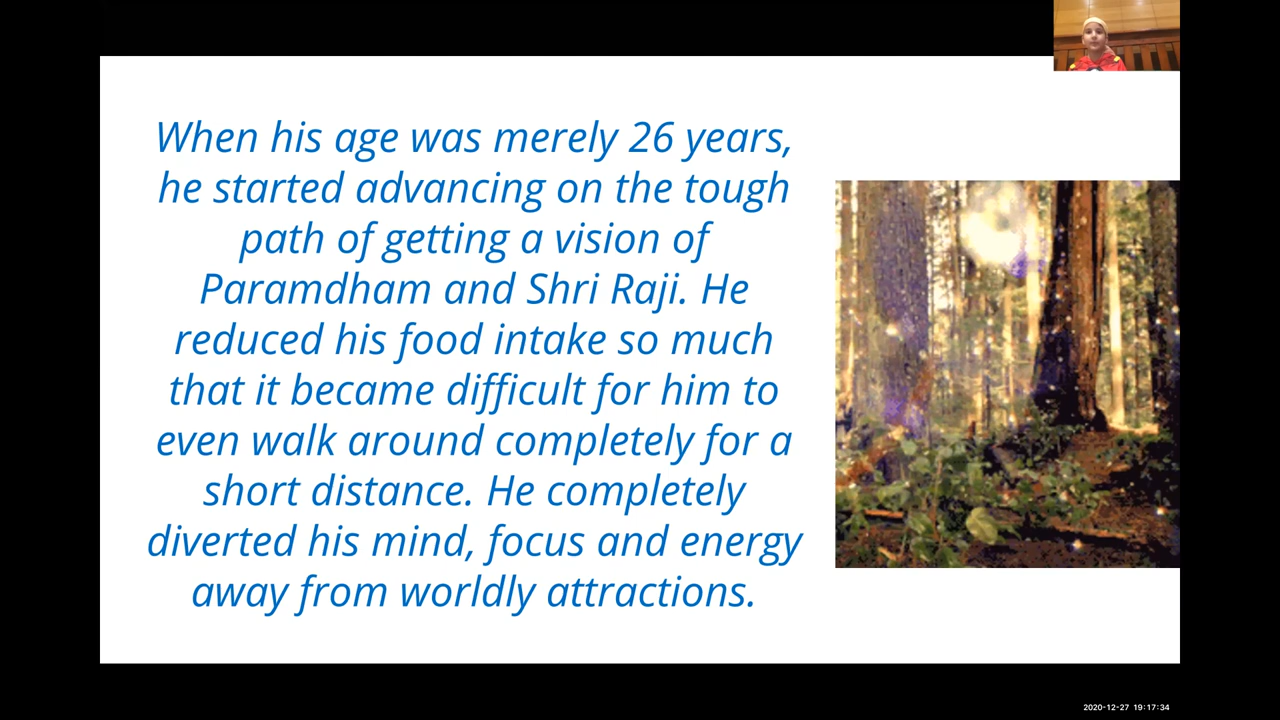 When his age was merely 26 years,
he started advancing on the tough
path of getting a vision of
Paramdham and Shri Raji. He
reduced his food intake so much
that it became difficult for him to
even walk around completely for a
short distance. He completely
diverted his mind, focus and energy
away from worldly attractions.
2020-12-27 19:17:34